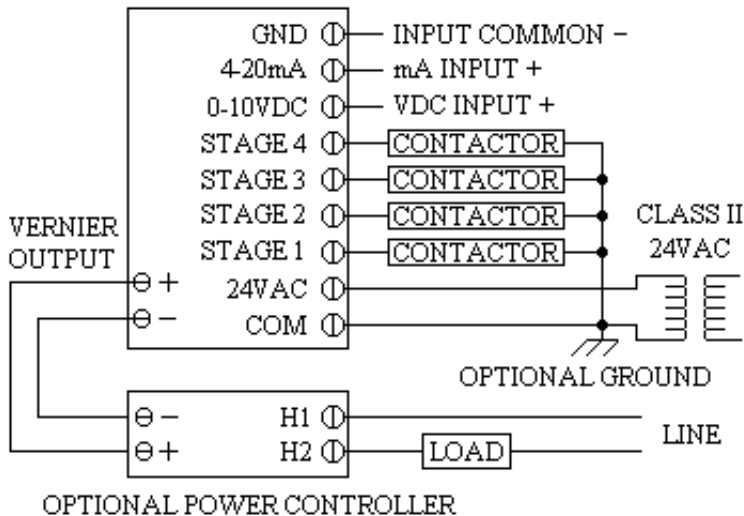 GND INPUT COMMON −
4-20mA mA INPUT +
0-10VDC VDC INPUT +
STAGE 4 CONTACTOR
STAGE 3 CONTACTOR
STAGE 2 CONTACTOR
STAGE 1 CONTACTOR
24VAC
COM
VERNIER
OUTPUT
+
−
CLASS II
24VAC
OPTIONAL GROUND
− H1
+ H2 LOAD
LINE
OPTIONAL POWER CONTROLLER